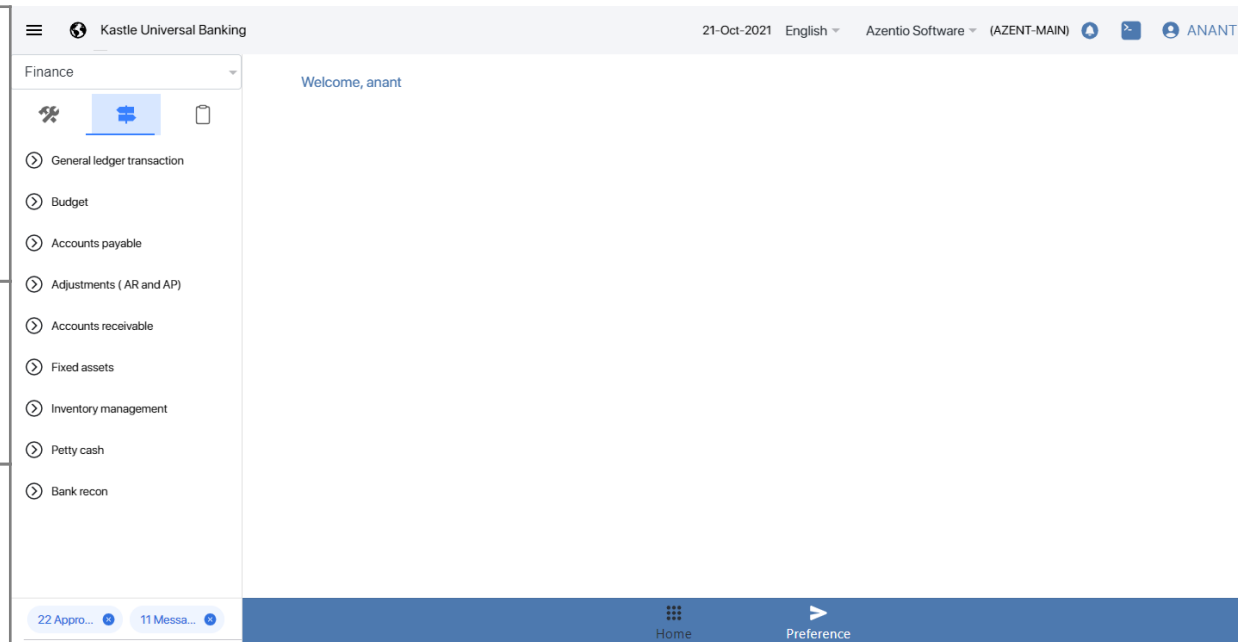 Kastle Universal Banking
21-Oct-2021 English Azentio Software (AZENT-MAIN) ANANT
Finance
Welcome, anant
General ledger transaction
Budget
Accounts payable
Adjustments ( AR and AP)
Accounts receivable
Fixed assets
Inventory management
Petty cash
Bank recon
22 Appro... 11 Messa...
Home Preference